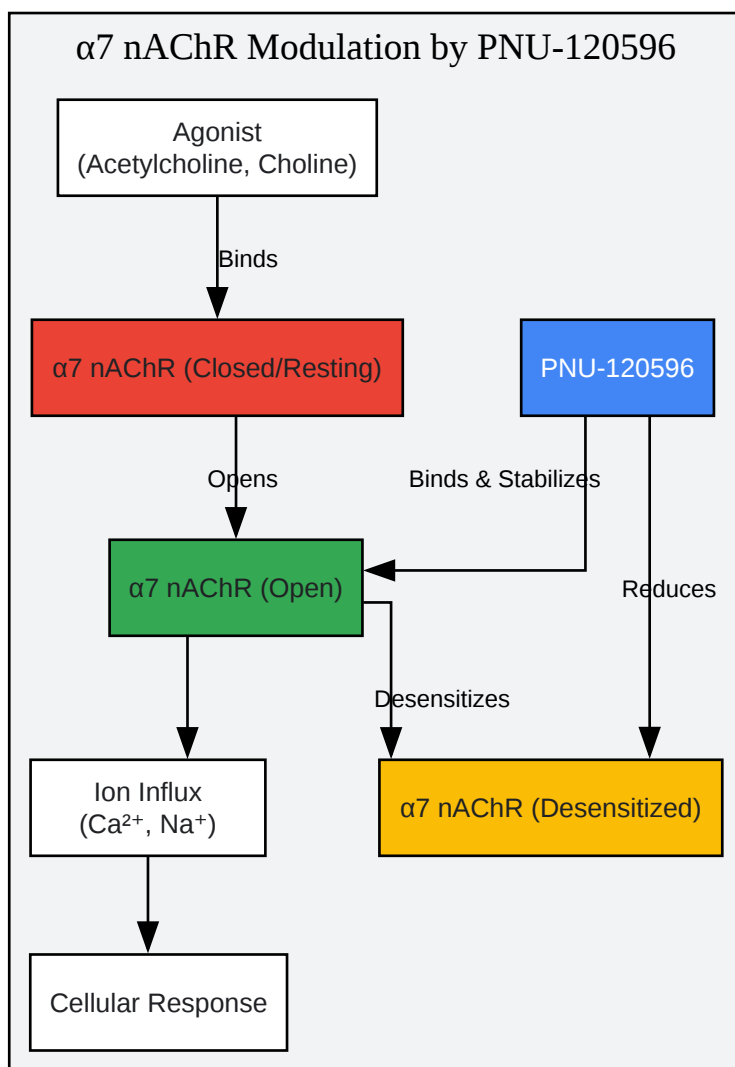 α7 nAChR Modulation by PNU-120596
Agonist
(Acetylcholine, Choline)
Binds
α7 nAChR (Closed/Resting)
PNU-120596
Opens
Binds & Stabilizes
α7 nAChR (Open)
Reduces
Desensitizes
Ion Influx
(Ca²⁺, Na⁺)
α7 nAChR (Desensitized)
Cellular Response